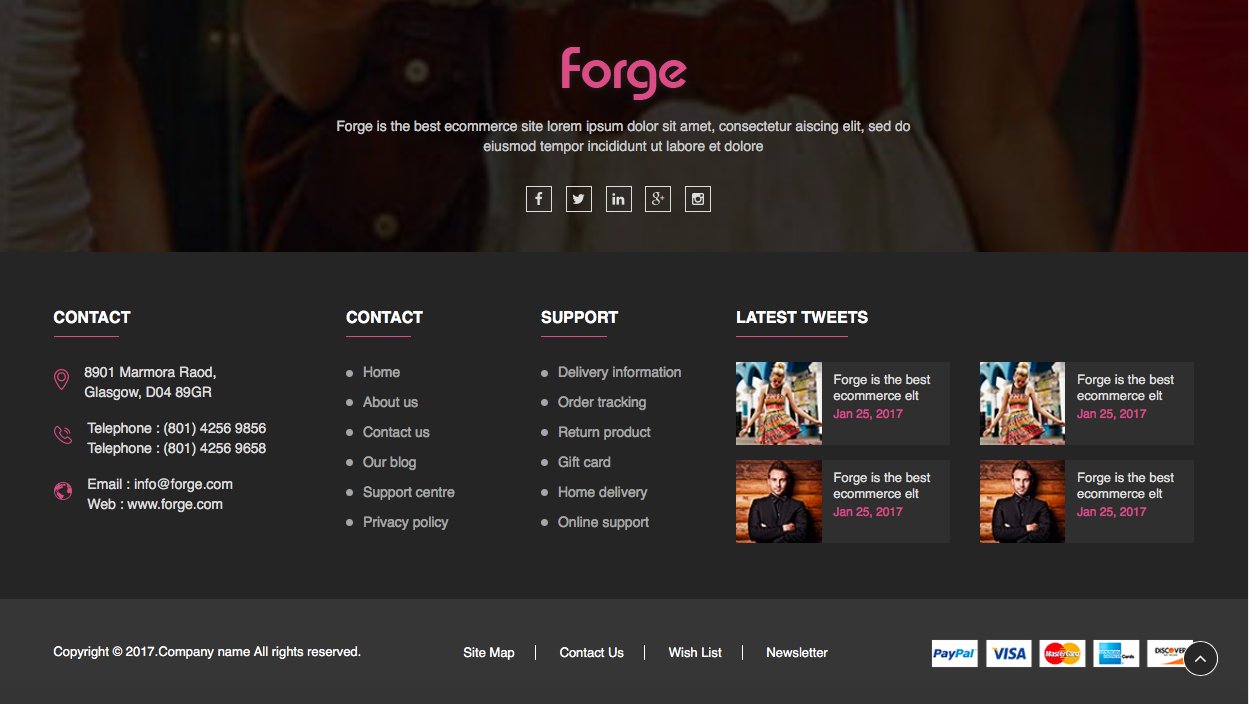 Forge
Forge is the best ecommerce site lorem ipsum dolor sit amet, consectetur aiscing elit, sed do
eiusmod tempor incididunt ut labore et dolore
CONTACT
8901 Marmora Raod,
Glasgow, D04 89GR
Telephone : (801) 4256 9856
Telephone : (801) 4256 9658
Email : info@forge.com
Web : www.forge.com
CONTACT
Home
About us
Contact us
Our blog
Support centre
Privacy policy
SUPPORT
Delivery information
Order tracking
Return product
Gift card
Home delivery
Online support
LATEST TWEETS
Forge is the best
ecommerce elt
Jan 25, 2017
Forge is the best
ecommerce elt
Jan 25, 2017
Forge is the best
ecommerce elt
Jan 25, 2017
Forge is the best
ecommerce elt
Jan 25, 2017
Copyright © 2017.Company name All rights reserved.
Site Map
Contact Us
Wish List
Newsletter
PayPal
VISA
MasterCard
Cards
DISCOVER